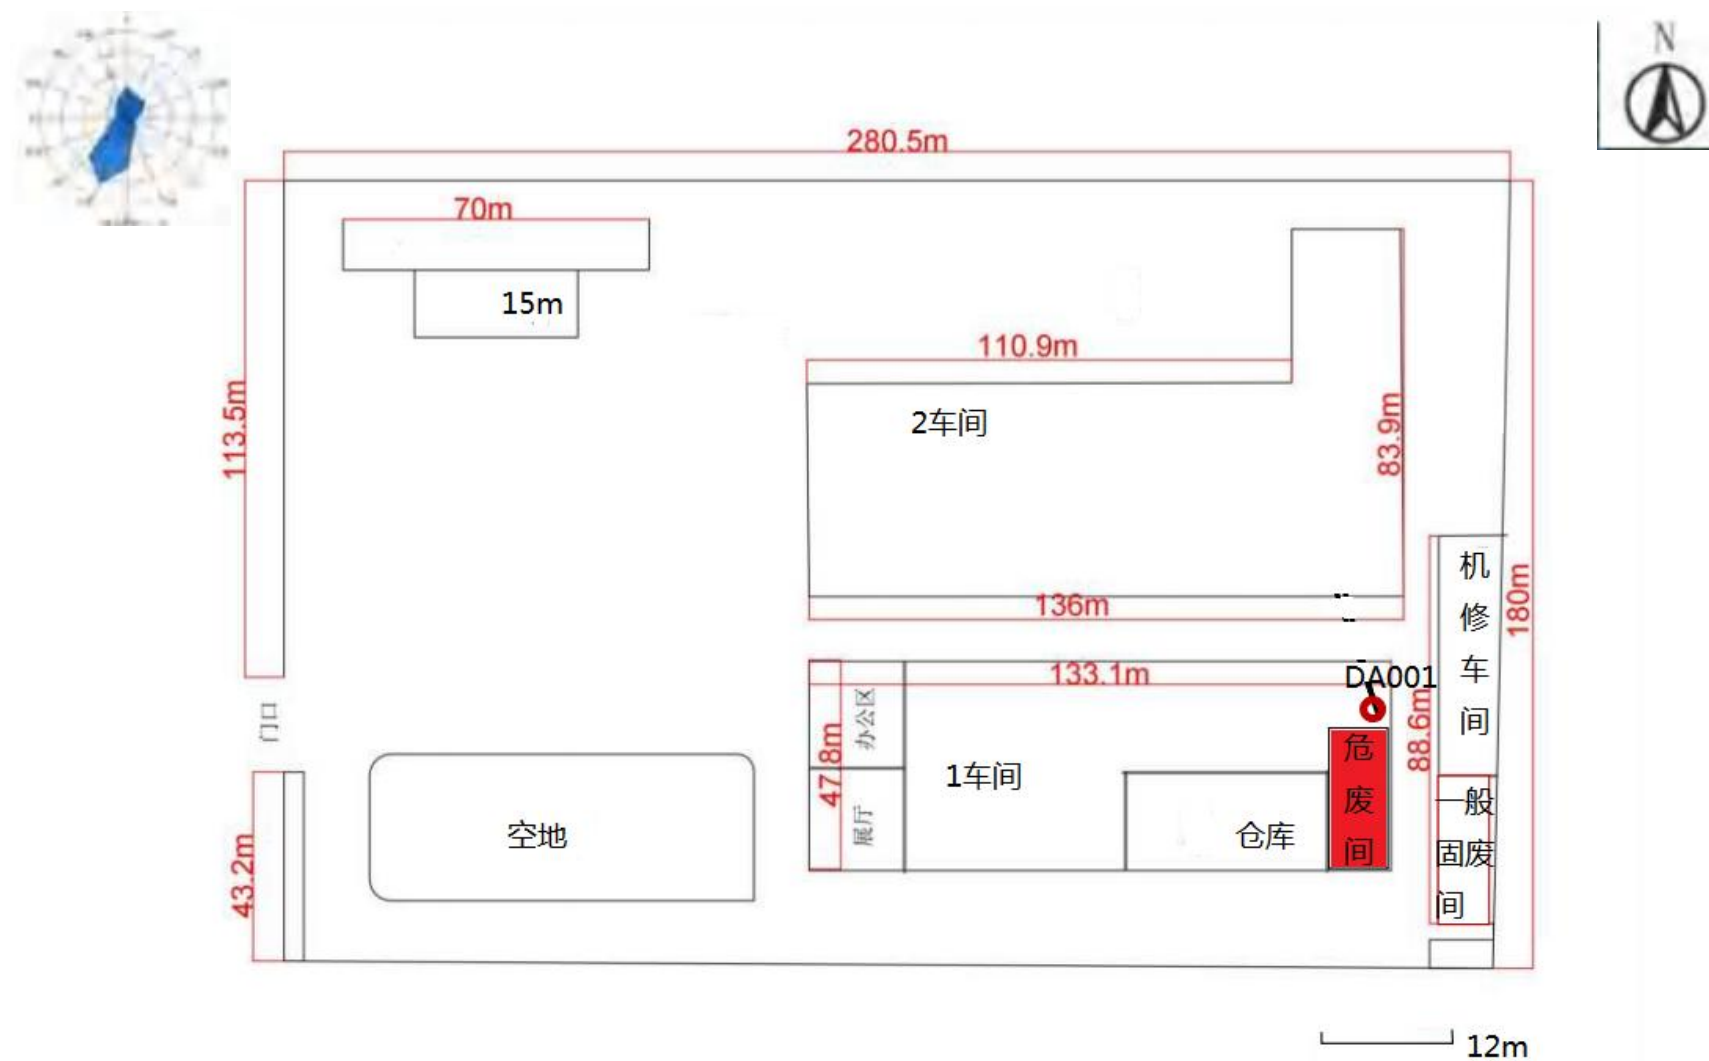 N
280.5m
70m
15m
110.9m
2车间
113.5m
83.9m
136m
机修车间
180m
133.1m
DA001
办公区
门口
47.8m
88.6m
危废间
1车间
展厅
仓库
空地
一般固废间
43.2m
12m